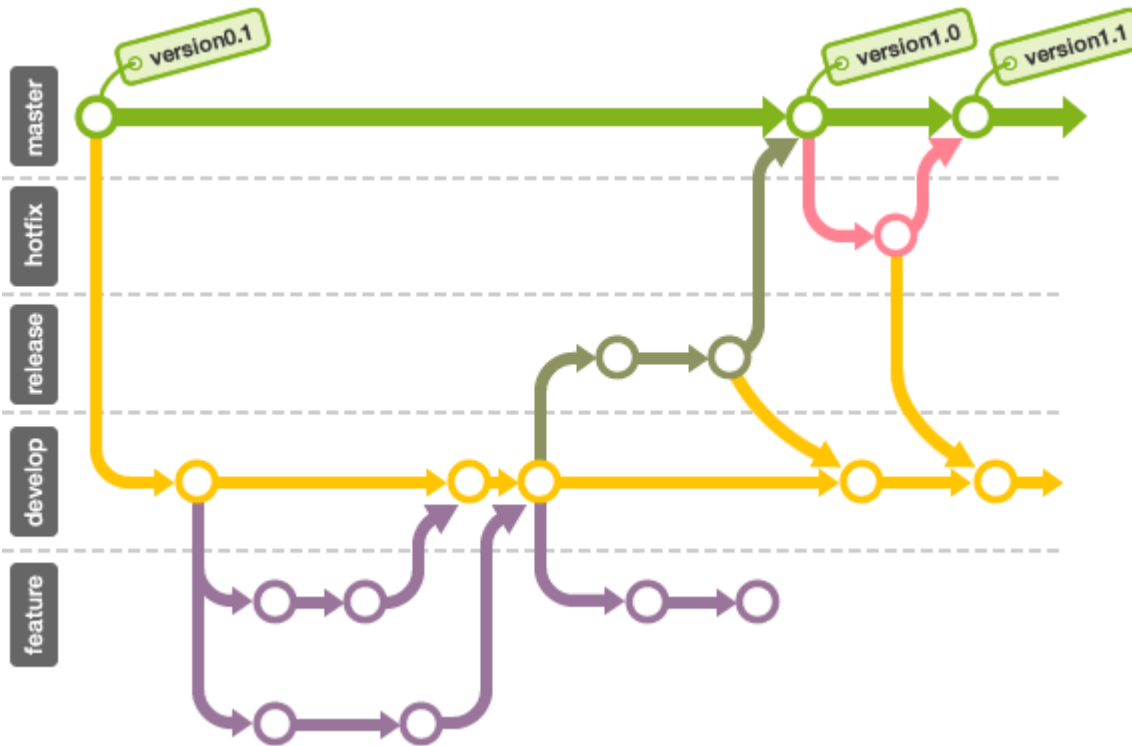 version0.1
version1.0
version1.1
master
hotfix
release
develop
feature